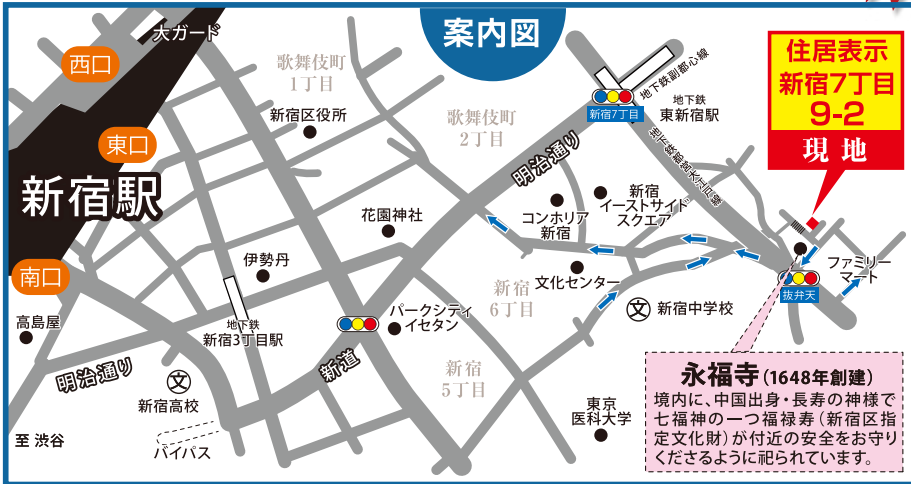 案内図
大ガード
西口
東口
新宿駅
南口
高島屋
明治通り
至 渋谷
新宿高校
バイパス
伊勢丹
地下鉄
新宿3丁目駅
歌舞伎町
1丁目
新宿区役所
花園神社
歌舞伎町
2丁目
明治通り
新宿7丁目
地下鉄副都心線
地下鉄
東新宿駅
地下鉄都営大江戸線
コンホリア
新宿
新宿
イーストサイド
スクエア
文化センター
新宿
6丁目
新宿中学校
パークシティ
イセタン
新道
新宿
5丁目
東京
医科大学
住居表示
新宿7丁目
9-2
現地
ファミリー
マート
抜弁天
文
文
永福寺(1648年創建)
境内に、中国出身・長寿の神様で
七福神の一つ福禄寿(新宿区指
定文化財)が付近の安全をお守り
くださるように祀られています。